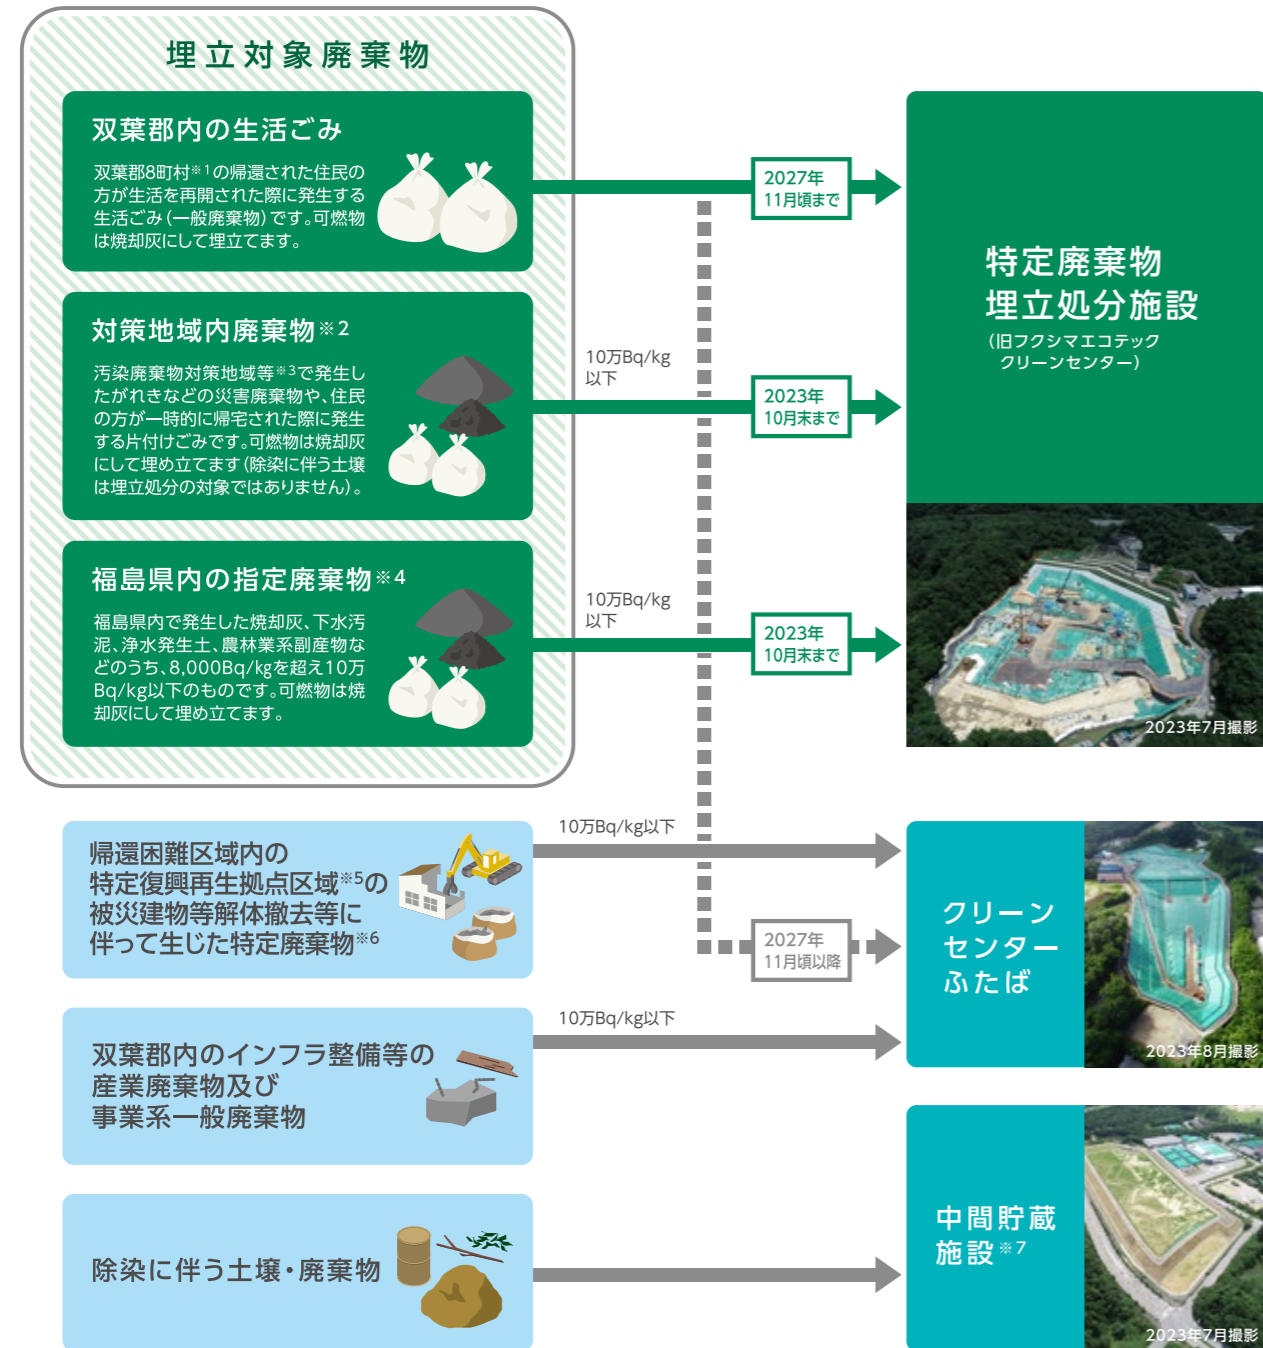 埋立対象廃棄物
双葉郡内の生活ごみ
双葉郡8町村※1の帰還された住民の
方が生活を再開された際に発生する
生活ごみ(一般廃棄物)です。可燃物
は焼却灰にして埋立てます。
2027年
11月頃まで
対策地域内廃棄物※2
汚染廃棄物対策地域等※3で発生し
たがれきなどの災害廃棄物や、住民
の方が一時的に帰宅された際に発生
する片付けごみです。可燃物は焼却灰
にして埋め立てます(除染に伴う土壌
は埋立処分の対象ではありません)。
10万Bq/kg
以下
2023年
10月末まで
福島県内の指定廃棄物※4
福島県内で発生した焼却灰、下水汚
泥、浄水発生土、農林業系副産物な
どのうち、8,000Bq/kgを超え10万
Bq/kg以下のものです。可燃物は焼
却灰にして埋め立てます。
10万Bq/kg
以下
2023年
10月末まで
特定廃棄物
埋立処分施設
(旧フクシマエコテック
クリーンセンター)
2023年7月撮影
帰還困難区域内の
特定復興再生拠点区域※5の
被災建物等解体撤去等に
伴って生じた特定廃棄物※6
10万Bq/kg以下
2027年
11月頃以降
双葉郡内のインフラ整備等の
産業廃棄物及び
事業系一般廃棄物
10万Bq/kg以下
クリーン
センター
ふたば
2023年8月撮影
除染に伴う土壌・廃棄物
中間貯蔵
施設※7
2023年7月撮影